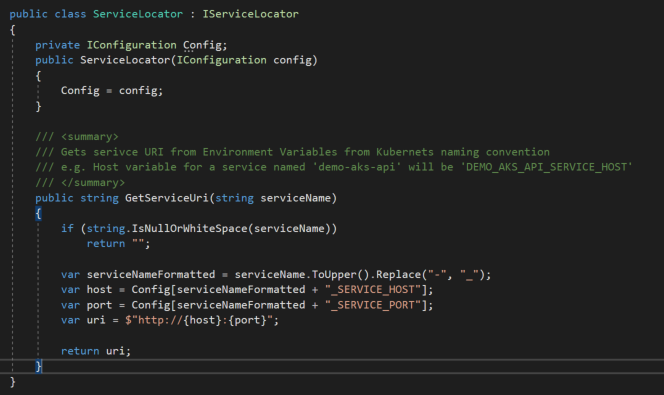 public class ServiceLocator : IServiceLocator
{
    private IConfiguration Config;
    public ServiceLocator(IConfiguration config)
    {
        Config = config;
    }

    /// <summary>
    /// Gets serivce URI from Environment Variables from Kubernets naming convention
    /// e.g. Host variable for a service named 'demo-aks-api' will be 'DEMO_AKS_API_SERVICE_HOST'
    /// </summary>
    public string GetServiceUri(string serviceName)
    {
        if (string.IsNullOrWhiteSpace(serviceName))
            return "";

        var serviceNameFormatted = serviceName.ToUpper().Replace("-", "_");
        var host = Config[serviceNameFormatted + "_SERVICE_HOST"];
        var port = Config[serviceNameFormatted + "_SERVICE_PORT"];
        var uri = $"http://{host}:{port}";

        return uri;
    }
}